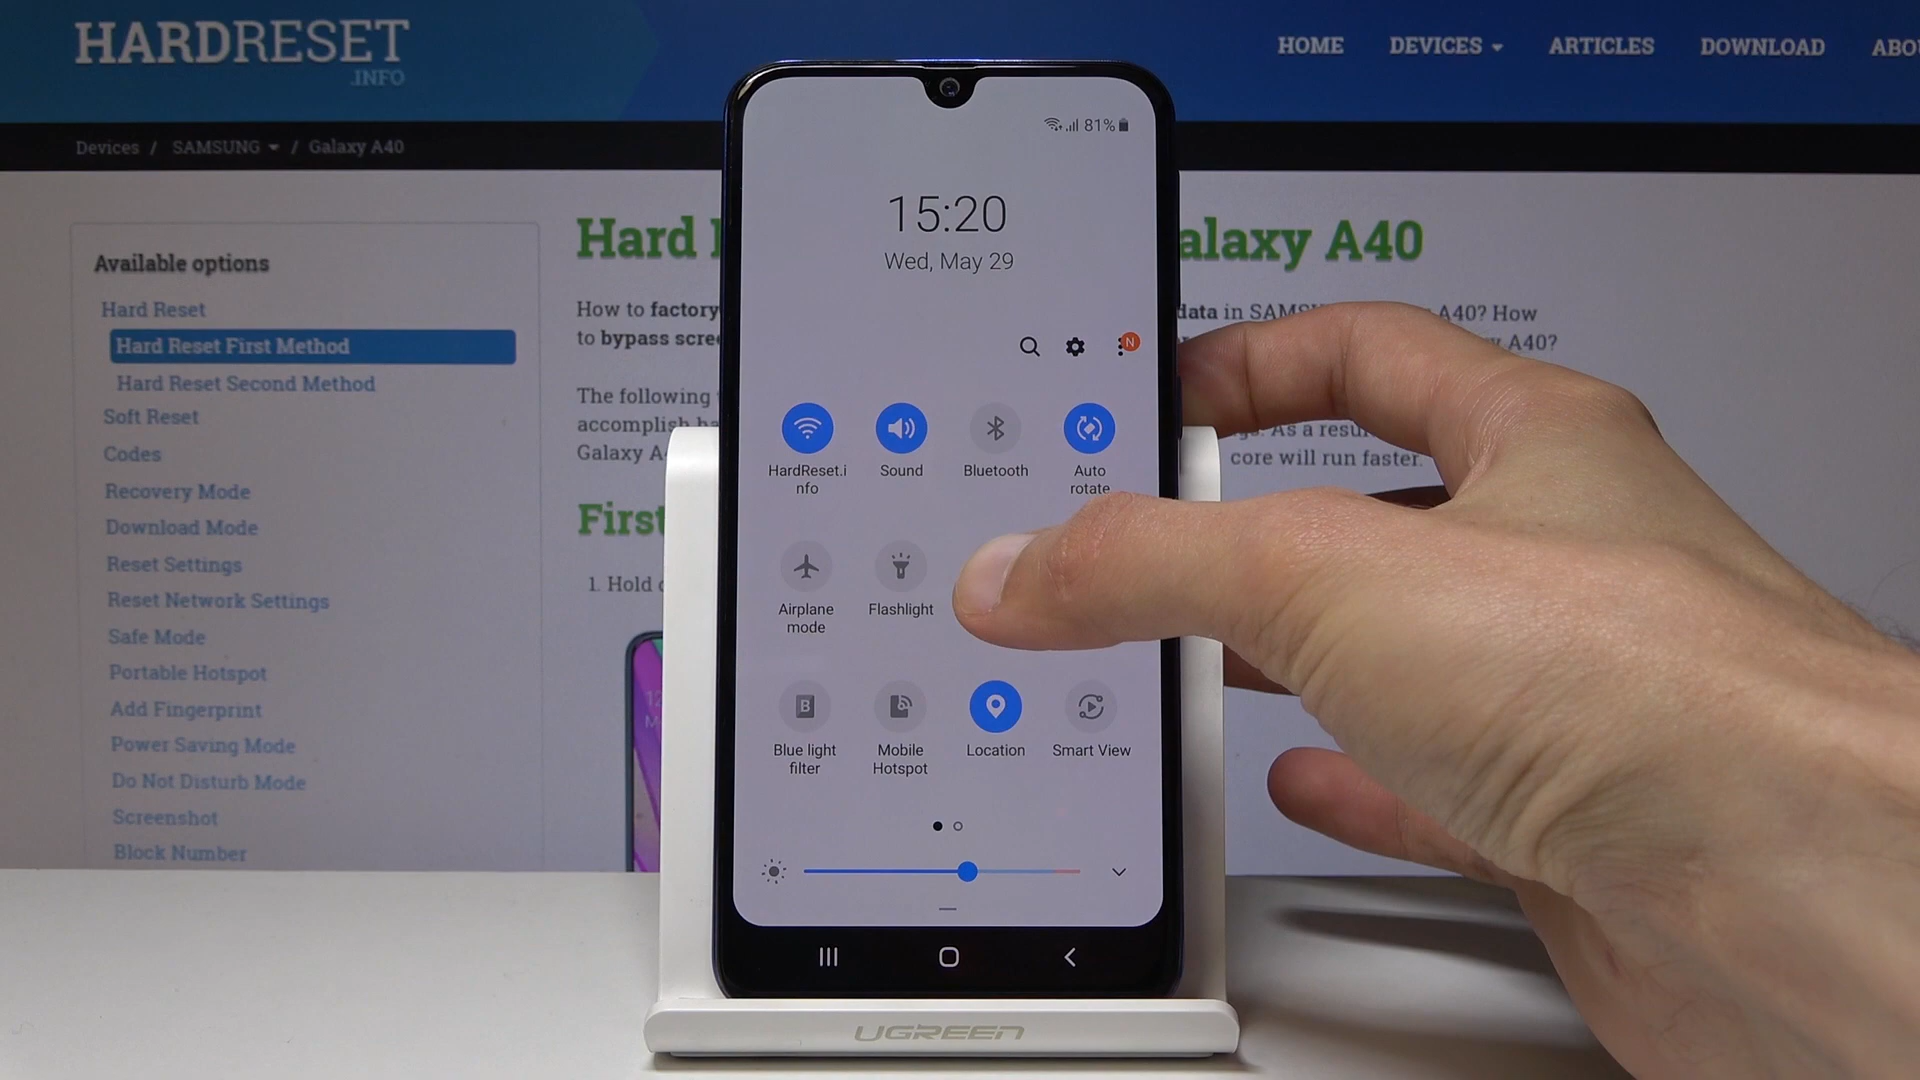 HARDRESET
.INFO
HOME DEVICES ARTICLES DOWNLOAD
Devices / SAMSUNG / Galaxy A40
Available options
Hard Reset
Hard Reset First Method
Hard Reset Second Method
Soft Reset
Codes
Recovery Mode
Download Mode
Reset Settings
Reset Network Settings
Safe Mode
Portable Hotspot
Add Fingerprint
Power Saving Mode
Do Not Disturb Mode
Screenshot
Block Number
Hard
alaxy A40
How to factory
data in
A40? How
to bypass
A40?
The following
accomplish
As a
Galaxy
core will run faster.
First
1. Hold
81%
15:20
Wed, May 29
N
HardReset.i
nfo
Sound
Bluetooth
Auto
rotate
Airplane
mode
Flashlight
Blue light
filter
Mobile
Hotspot
Location
Smart View
UGREEN